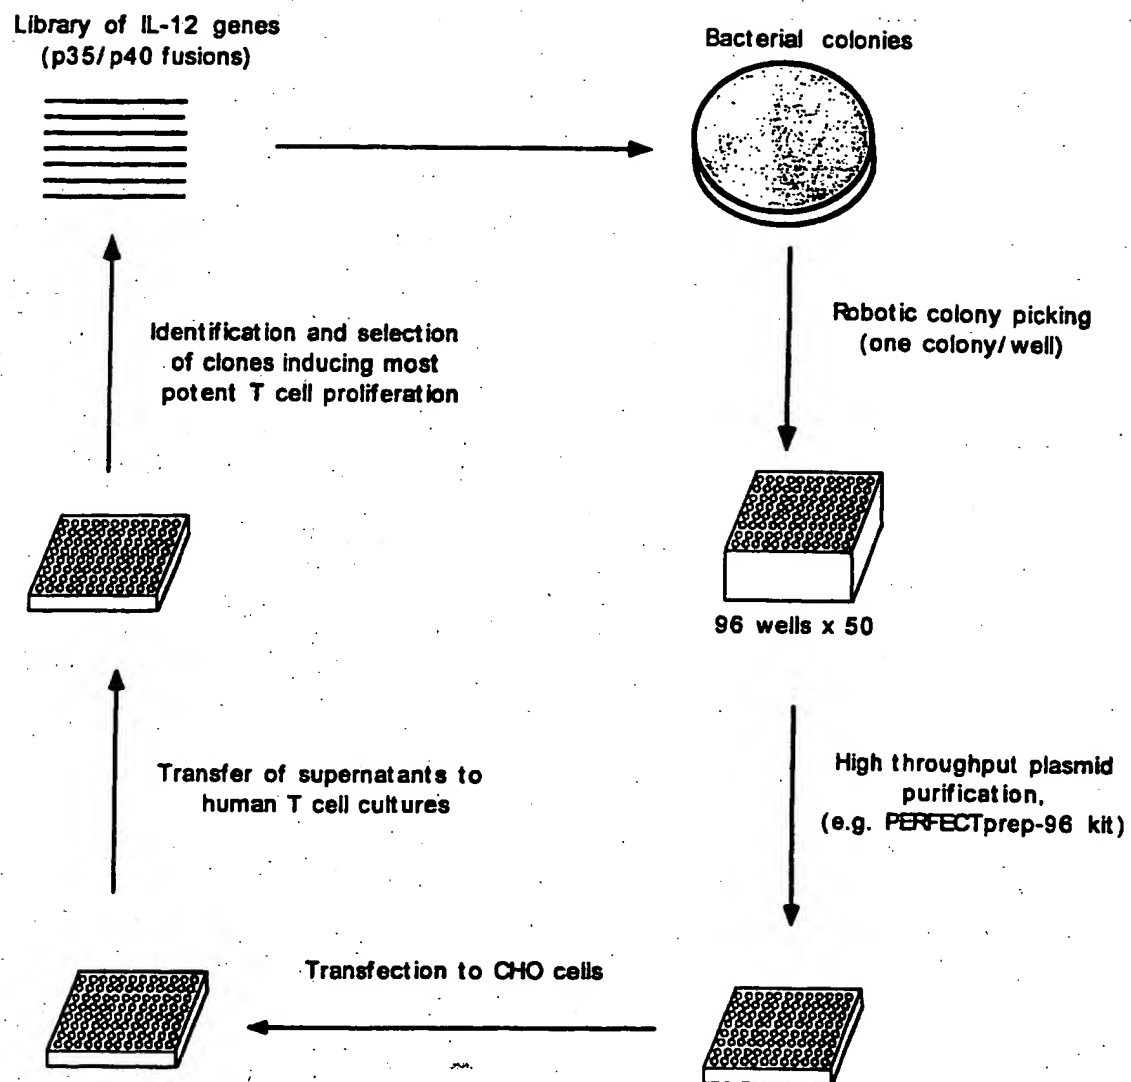 Library of IL-12 genes
(p35/p40 fusions)
Bacterial colonies
Robotic colony picking
(one colony/well)
96 wells x 50
High throughput plasmid
purification,
(e.g. PERFECTprep-96 kit)
Transfection to CHO cells
Transfer of supernatants to
human T cell cultures
Identification and selection
of clones inducing most
potent T cell proliferation